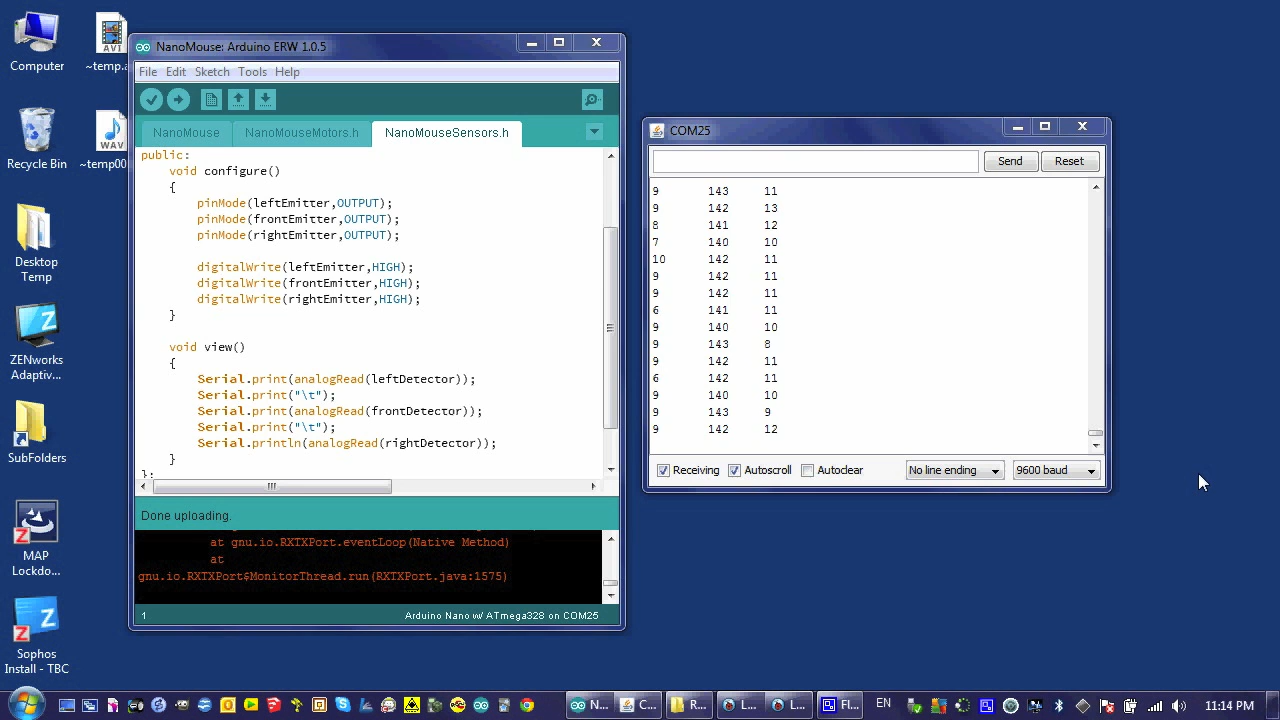 Computer
~temp.a
AVI
Recycle Bin
~temp00
WAV
Desktop
Temp
ZENworks
Adaptiv...
SubFolders
MAP
Lockdo...
Sophos
Install - TBC
NanoMouse: Arduino ERW 1.0.5
File Edit Sketch Tools Help
NanoMouse NanoMouseMotors.h NanoMouseSensors.h
public:
void configure()
{
pinMode(leftEmitter,OUTPUT);
pinMode(frontEmitter,OUTPUT);
pinMode(rightEmitter,OUTPUT);
digitalWrite(leftEmitter,HIGH);
digitalWrite(frontEmitter,HIGH);
digitalWrite(rightEmitter,HIGH);
}
void view()
{
Serial.print(analogRead(leftDetector));
Serial.print("\t");
Serial.print(analogRead(frontDetector));
Serial.print("\t");
Serial.println(analogRead(rightDetector));
}
};
Done uploading.
at gnu.io.RXTXPort.eventLoop(Native Method)
at
gnu.io.RXTXPort$MonitorThread.run(RXTXPort.java:1575)
1 Arduino Nano w/ ATmega328 on COM25
COM25
Send Reset
9 143 11
9 142 13
8 141 12
7 140 10
10 142 11
9 142 11
9 142 11
6 141 11
9 140 10
9 143 8
9 142 11
6 142 11
9 140 10
9 143 9
9 142 12
Receiving Autoscroll Autoclear No line ending 9600 baud
N... C... R... L... L... Fl... EN 11:14 PM